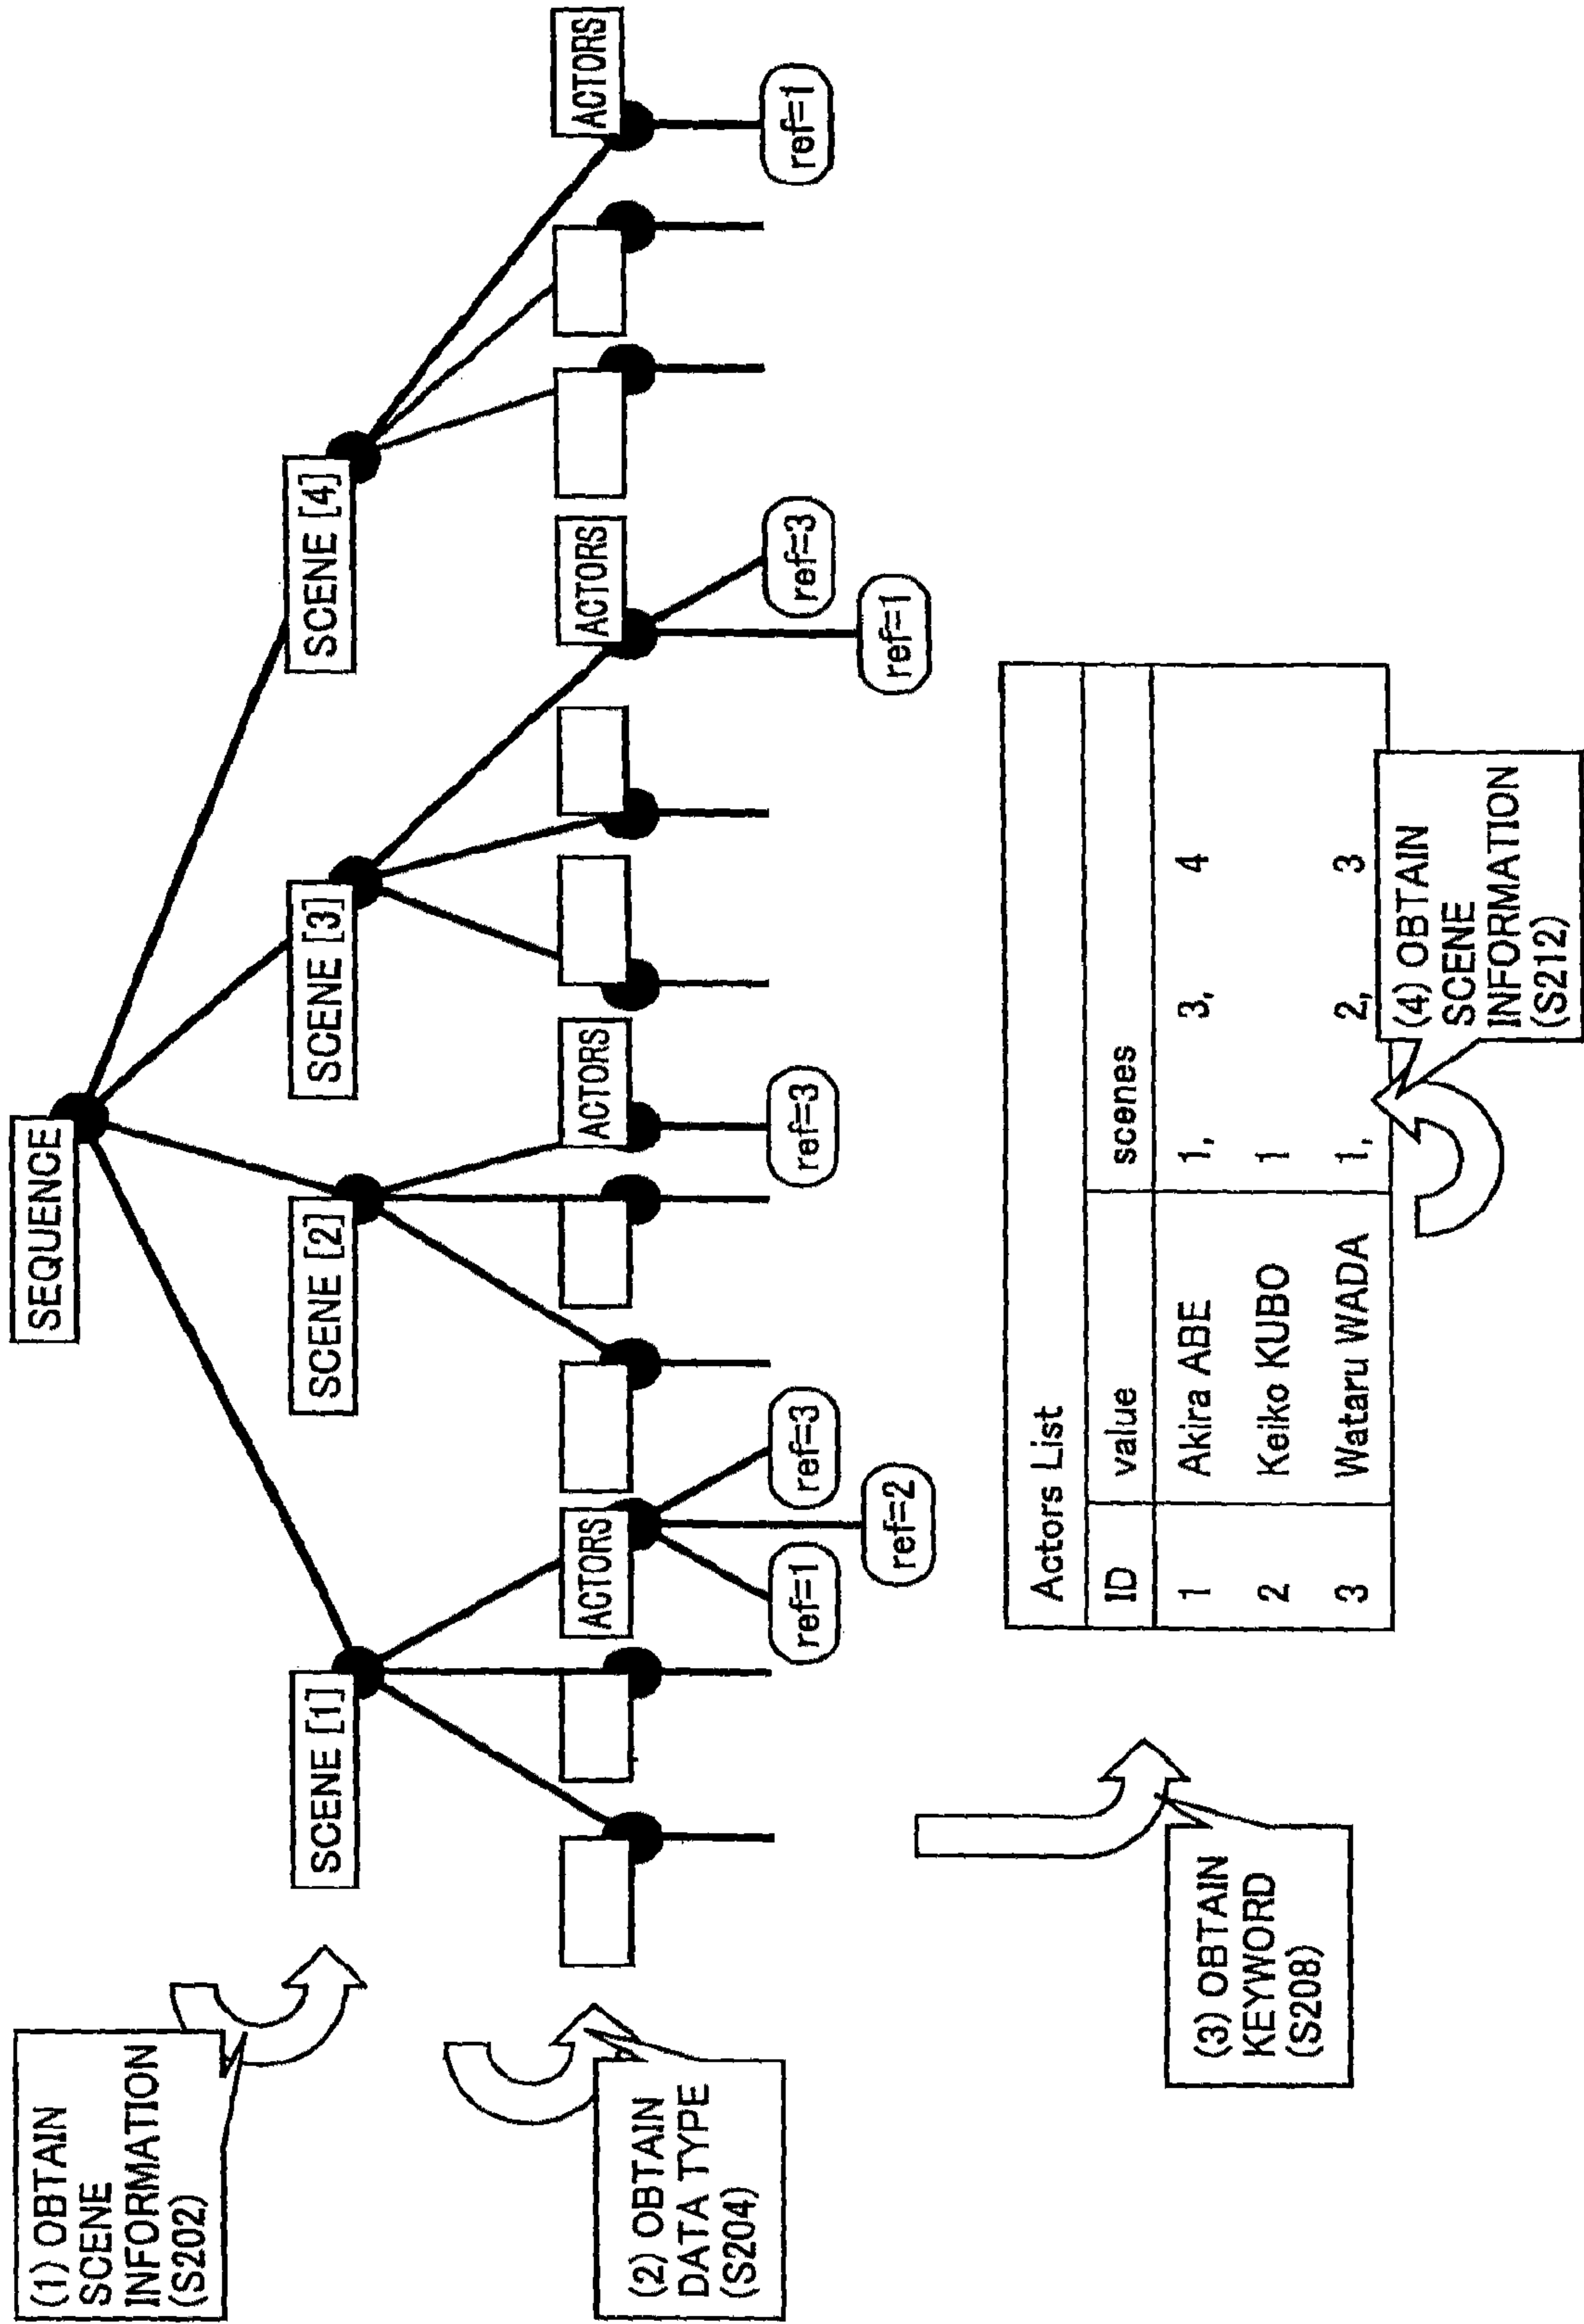 (1) OBTAIN
SCENE
INFORMATION
(S202)
SEQUENCE
SCENE [1]
SCENE [2]
SCENE [3]
SCENE [4]
(2) OBTAIN
DATA TYPE
(S204)
ACTORS
ACTORS
ACTORS
ACTORS
ref=1
ref=2
ref=3
ref=3
ref=1
ref=3
ref=1
(3) OBTAIN
KEYWORD
(S208)
Actors List
ID value scenes
1 Akira ABE 1, 3, 4
2 Keiko KUBO 1
3 Wataru WADA 1, 2, 3
(4) OBTAIN
SCENE
INFORMATION
(S212)